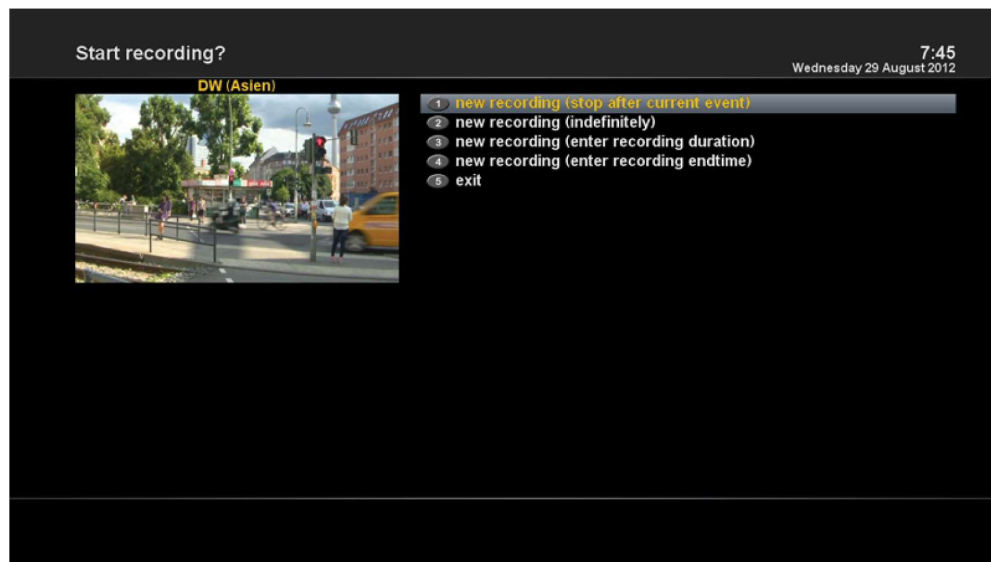 Start recording?
7:45
Wednesday 29 August 2012
DW (Asien)
1 new recording (stop after current event)
2 new recording (indefinitely)
3 new recording (enter recording duration)
4 new recording (enter recording endtime)
5 exit